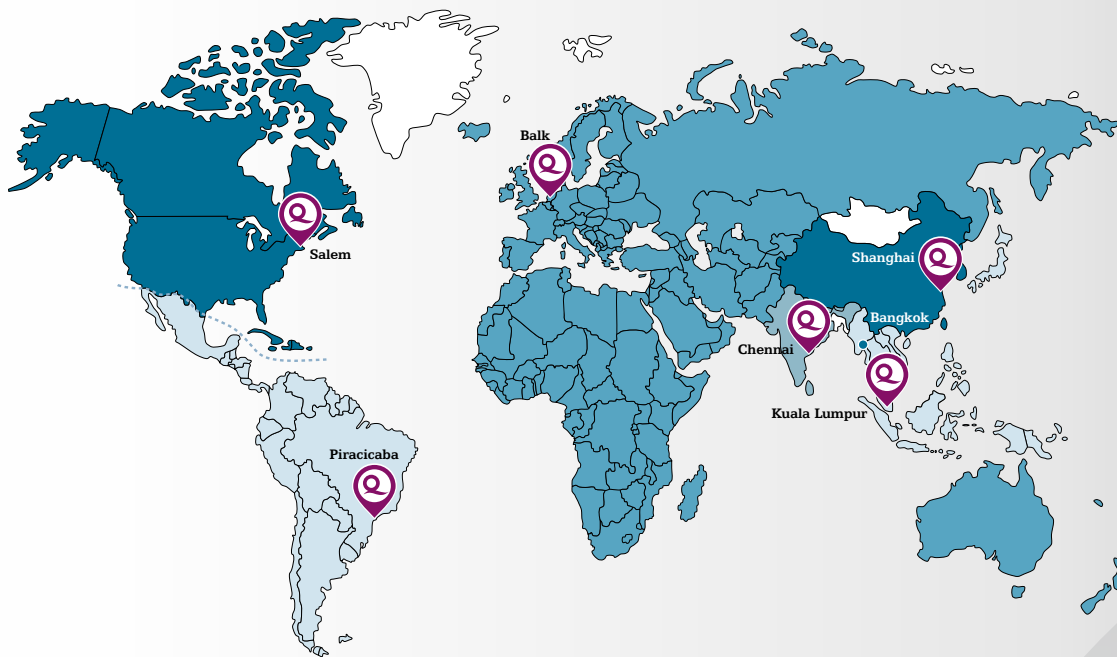 Balk
Salem
Shanghai
Bangkok
Chennai
Kuala Lumpur
Piracicaba